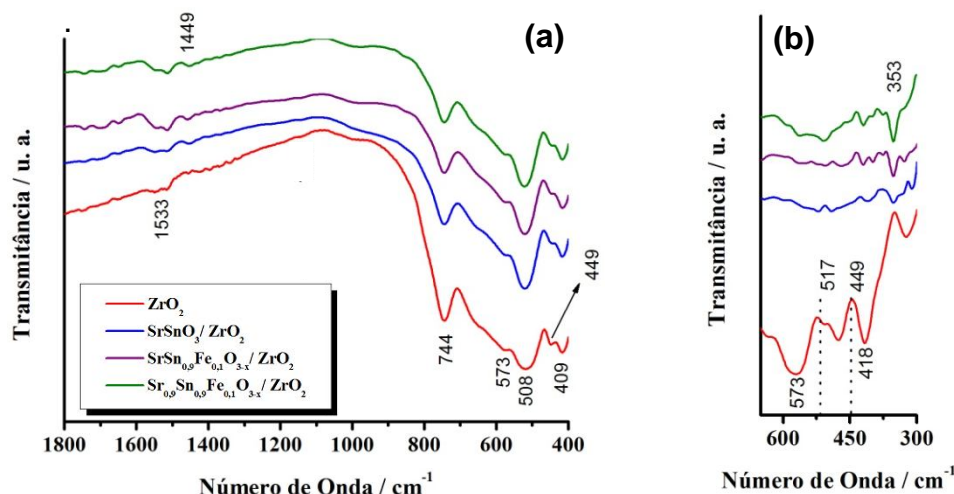 (a)
1449
1533
744
573
508
409
449
ZrO2
SrSnO3/ ZrO2
SrSn0,9Fe0,1O3-x/ ZrO2
Sr0,9Sn0,9Fe0,1O3-x/ ZrO2
1800 1600 1400 1200 1000 800 600 400
Número de Onda / cm-1
Transmitância / u. a.
(b)
353
517
449
418
573
600 450 300
Número de Onda / cm-1
Transmitância / u. a.